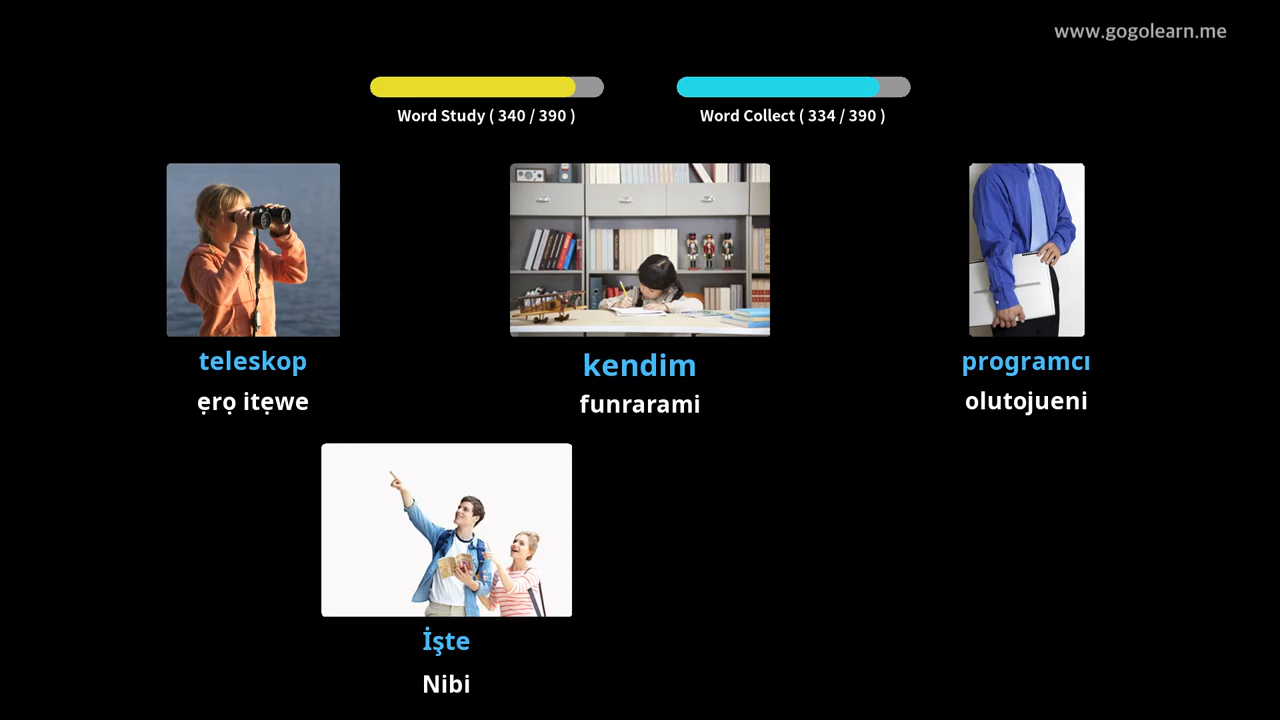 www.gogolearn.me
Word Study ( 340 / 390 )
Word Collect ( 334 / 390 )
teleskop
ẹrọ itẹwe
kendim
funrarami
programcı
olutojueni
İşte
Nibi